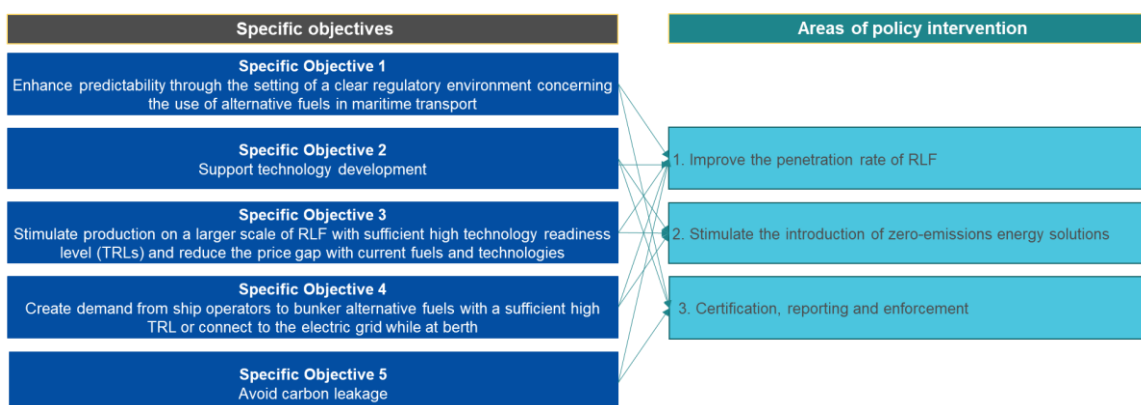 Specific objectives
Areas of policy intervention
Specific Objective 1
Enhance predictability through the setting of a clear regulatory environment concerning
the use of alternative fuels in maritime transport
Specific Objective 2
Support technology development
Specific Objective 3
Stimulate production on a larger scale of RLF with sufficient high technology readiness
level (TRLs) and reduce the price gap with current fuels and technologies
Specific Objective 4
Create demand from ship operators to bunker alternative fuels with a sufficient high
TRL or connect to the electric grid while at berth
Specific Objective 5
Avoid carbon leakage
1. Improve the penetration rate of RLF
2. Stimulate the introduction of zero-emissions energy solutions
3. Certification, reporting and enforcement